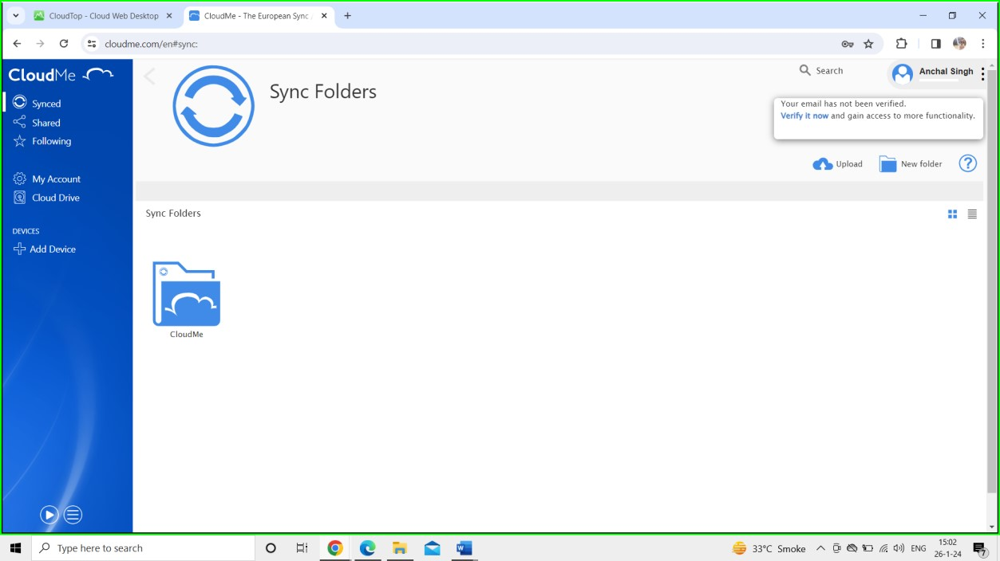 CloudTop - Cloud Web Desktop
CloudMe - The European Sync
cloudme.com/en#sync:
CloudMe
Synced
Shared
Following
My Account
Cloud Drive
DEVICES
Add Device
Sync Folders
Search
Anchal Singh
Your email has not been verified.
Verify it now and gain access to more functionality.
Upload
New folder
?
Sync Folders
CloudMe
Type here to search
33°C Smoke
ENG
15:02
26-1-24
7